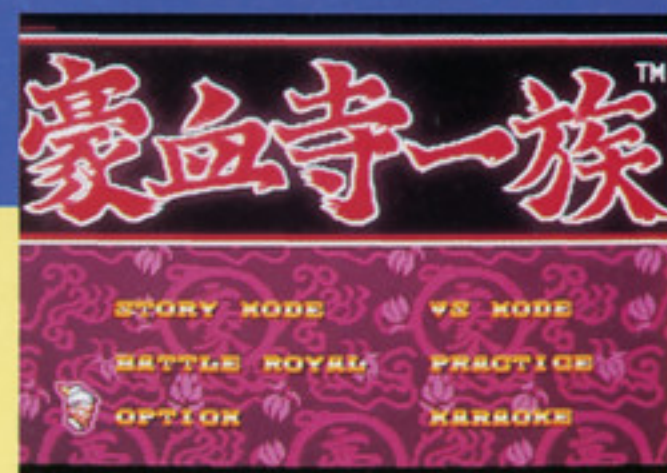 豪血寺一族 TM
STORY MODE VS MODE
BATTLE ROYAL PRACTICE
OPTION KARAOKE